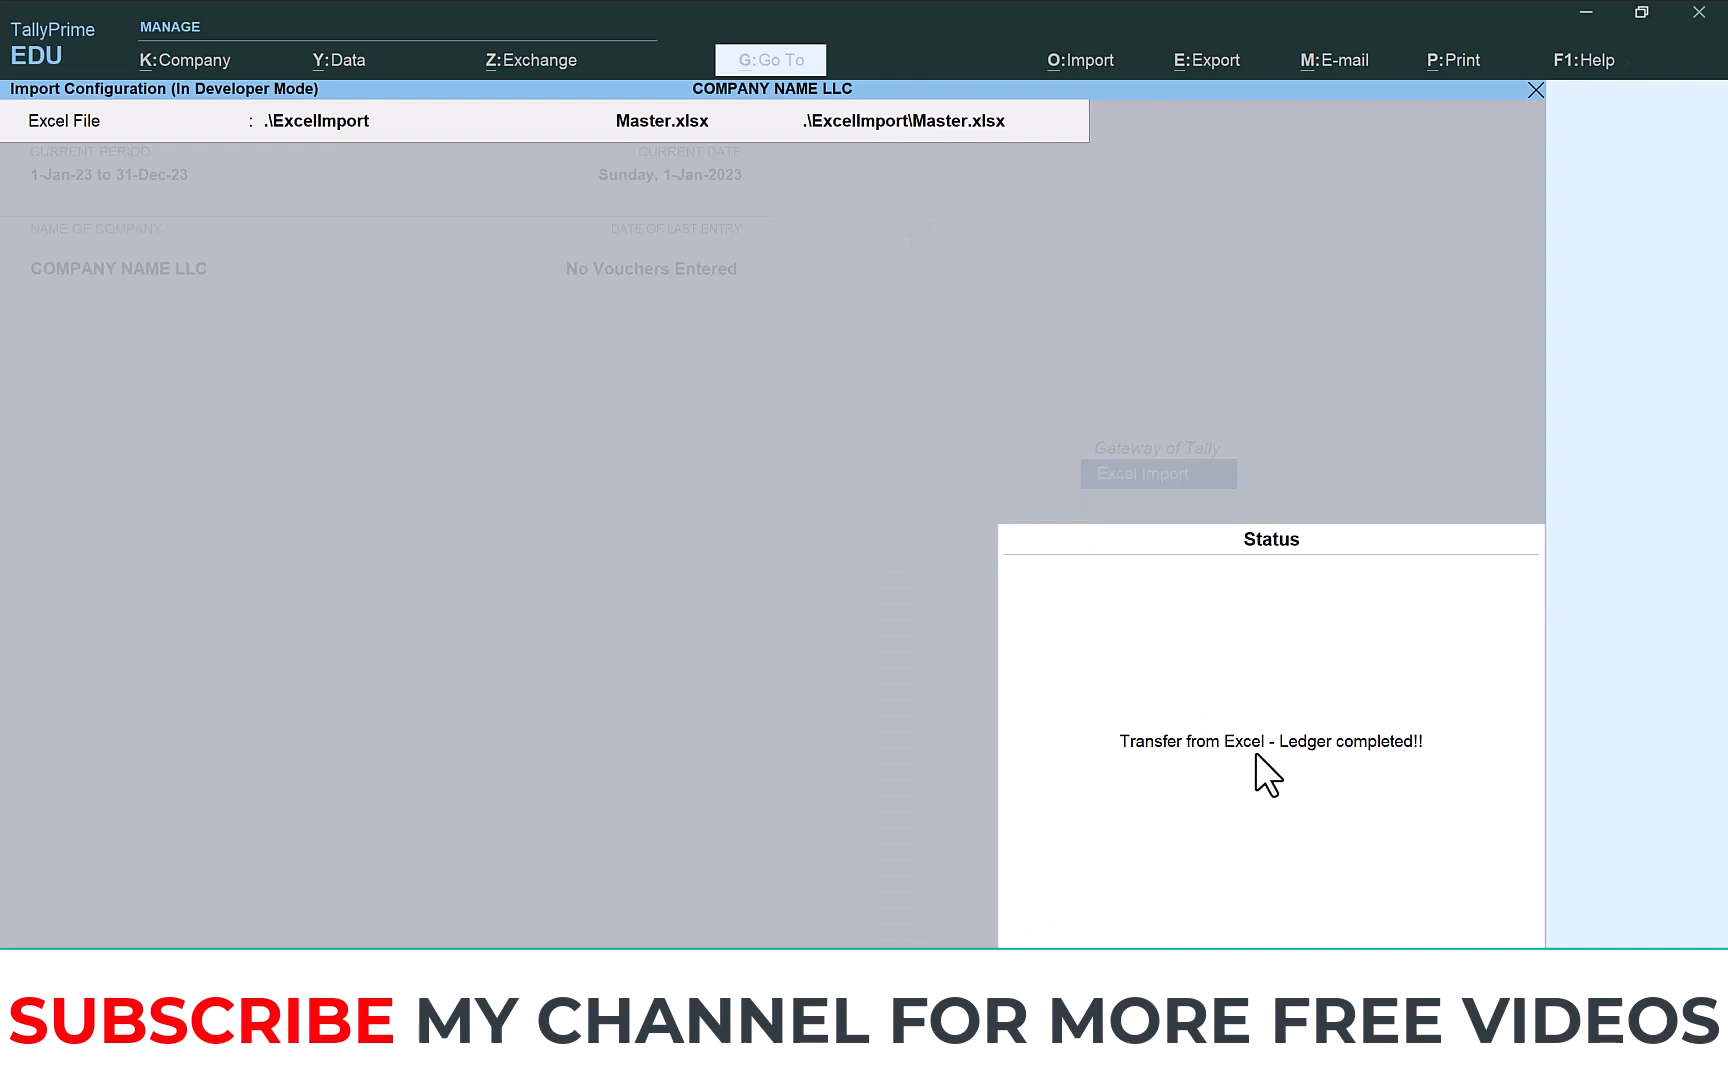 TallyPrime
EDU
MANAGE
K:Company
Y:Data
Z:Exchange
G:Go To
O:Import
E:Export
M:E-mail
P:Print
F1:Help
Import Configuration (In Developer Mode)
COMPANY NAME LLC
Excel File : .\ExcelImport Master.xlsx .\ExcelImport\Master.xlsx
CURRENT PERIOD
CURRENT DATE
1-Jan-23 to 31-Dec-23
Sunday, 1-Jan-2023
NAME OF COMPANY
DATE OF LAST ENTRY
COMPANY NAME LLC
No Vouchers Entered
Gateway of Tally
Excel Import
Status
Transfer from Excel - Ledger completed!!
SUBSCRIBE MY CHANNEL FOR MORE FREE VIDEOS